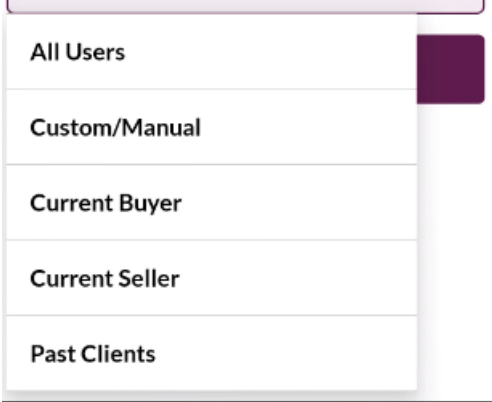 All Users
Custom/Manual
Current Buyer
Current Seller
Past Clients